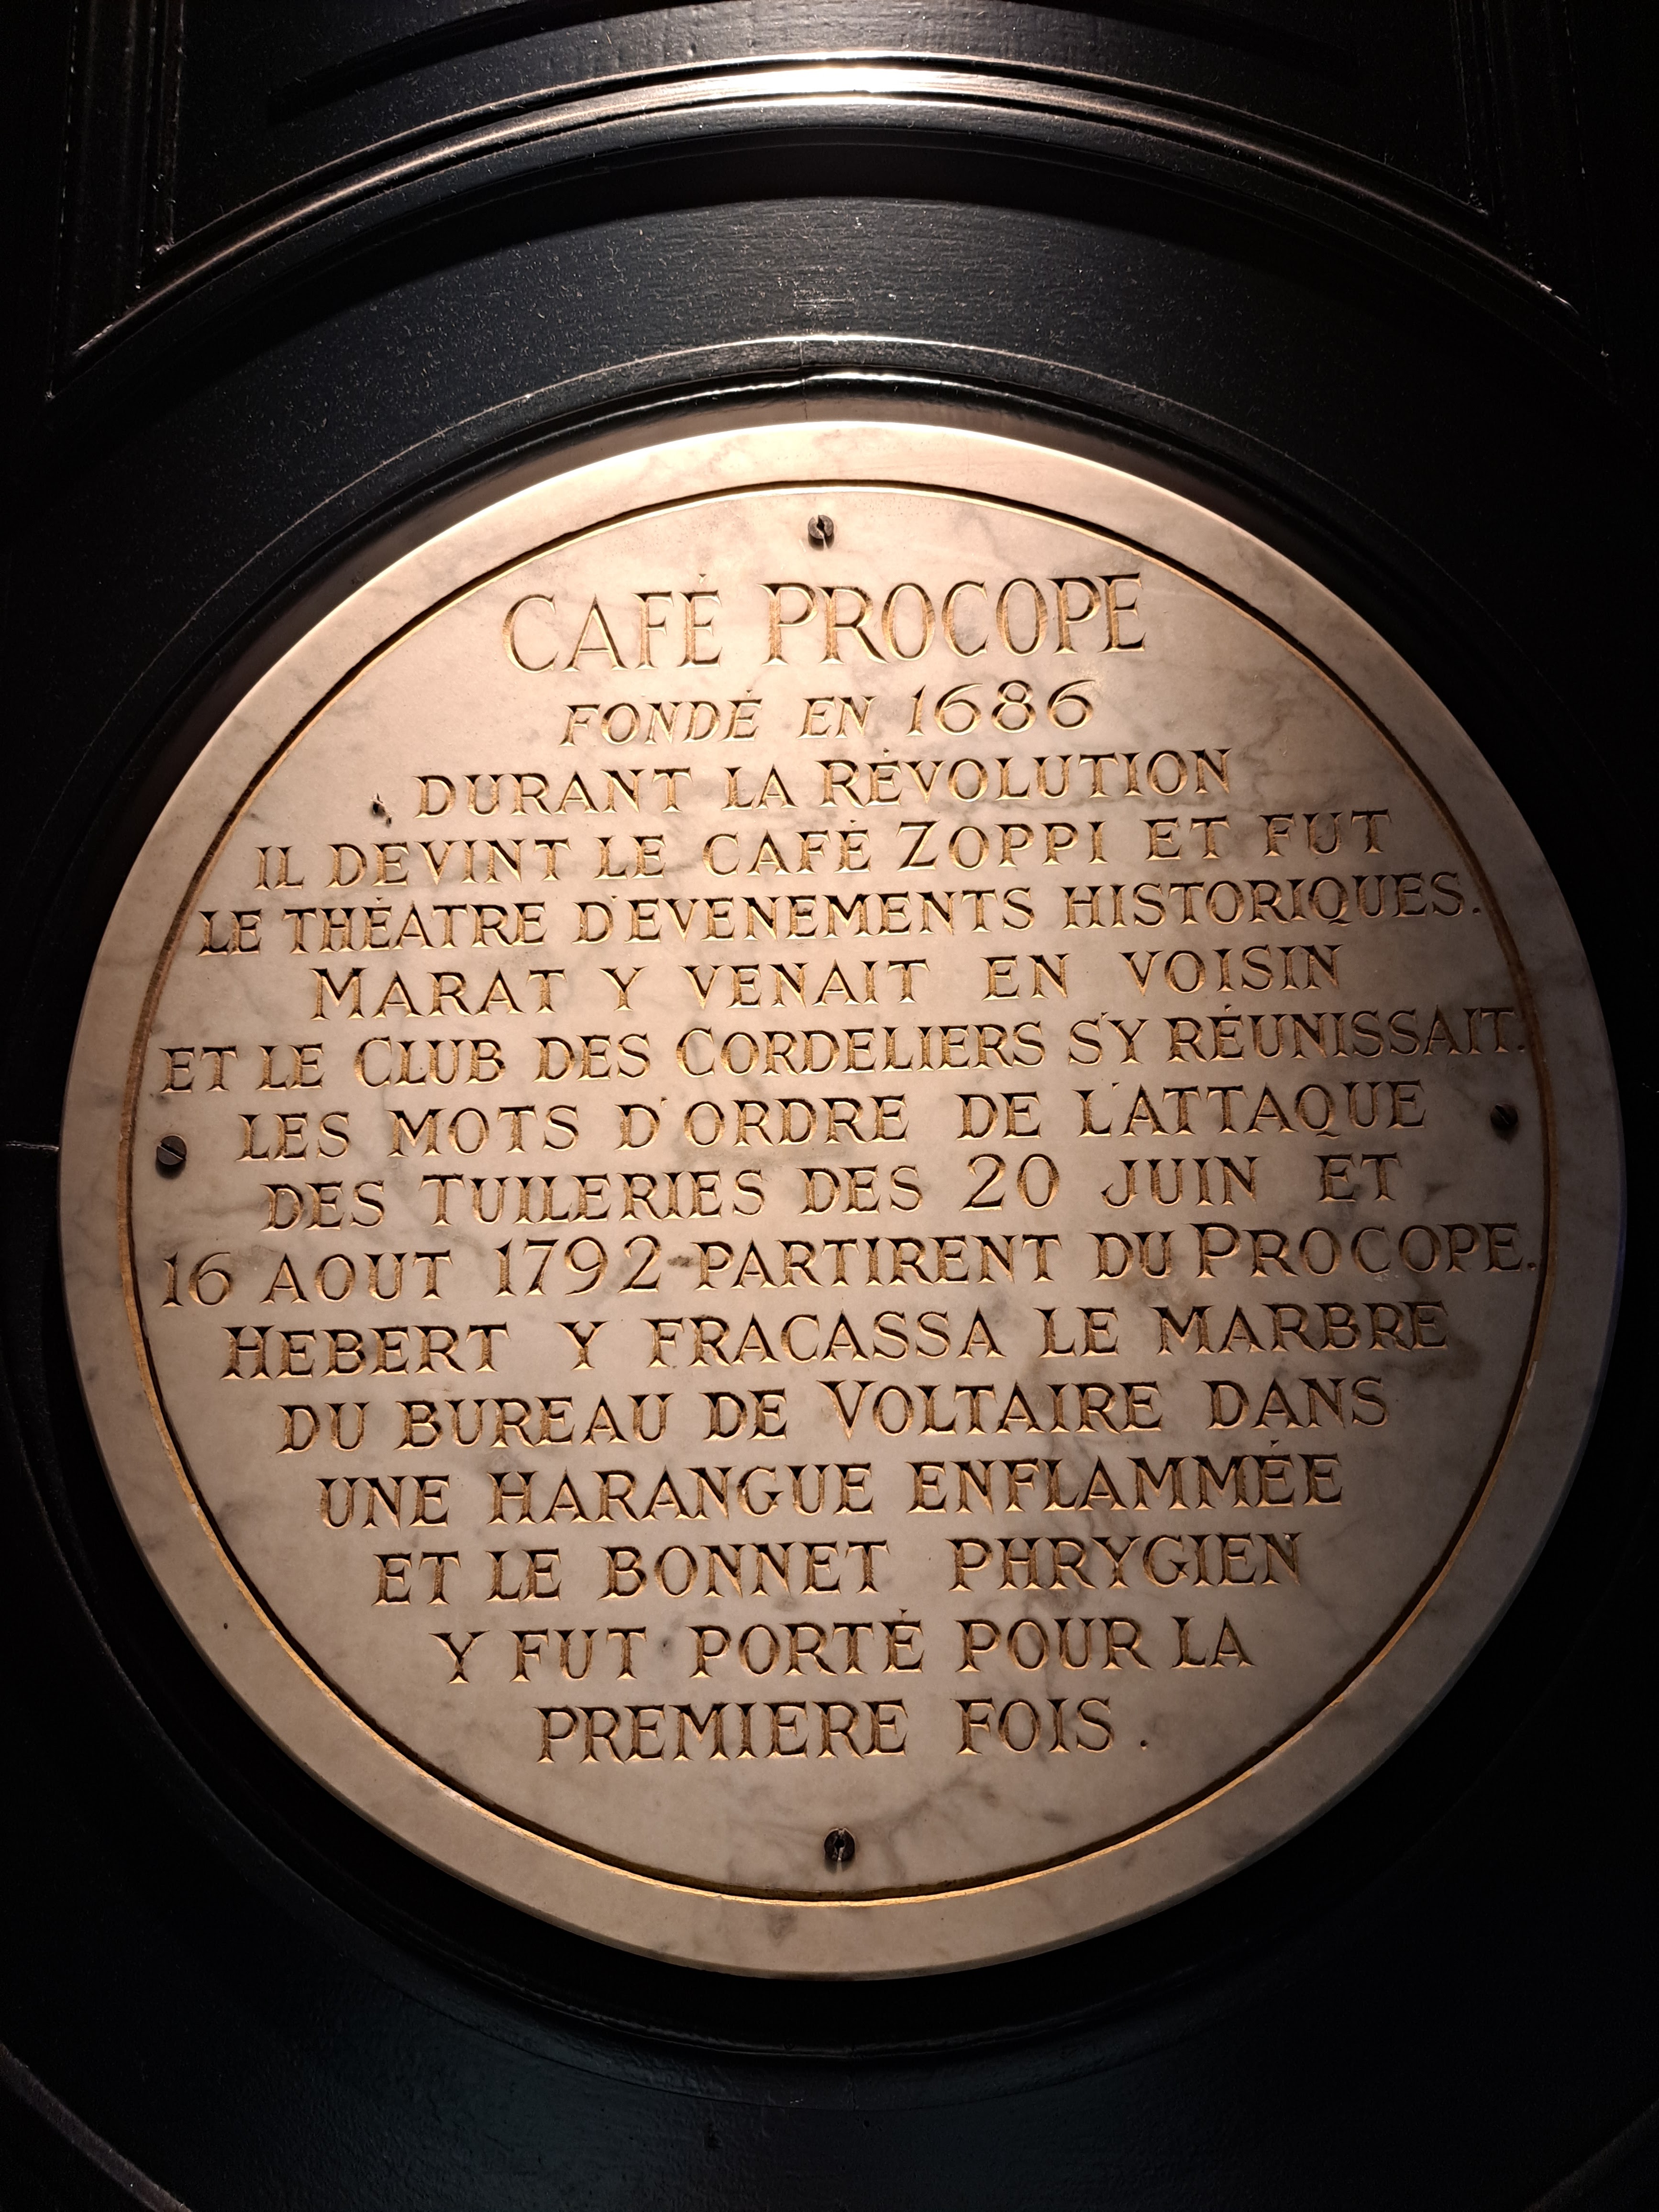 CAFÉ PROCOPE
FONDÉ EN 1686
DURANT LA RÉVOLUTION
IL DEVINT LE CAFÉ ZOPPI ET FUT
LE THÉATRE D'EVENEMENTS HISTORIQUES.
MARAT Y VENAIT EN VOISIN
ET LE CLUB DES CORDELIERS S'Y RÉUNISSAIT.
LES MOTS D'ORDRE DE L'ATTAQUE
DES TUILERIES DES 20 JUIN ET
16 AOUT 1792 PARTIRENT DU PROCOPE.
HEBERT Y FRACASSA LE MARBRE
DU BUREAU DE VOLTAIRE DANS
UNE HARANGUE ENFLAMMÉE
ET LE BONNET PHRYGIEN
Y FUT PORTÉ POUR LA
PREMIERE FOIS.